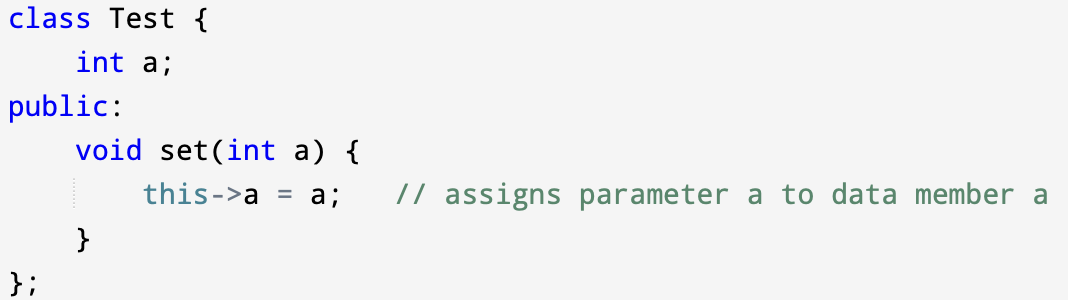 class Test {
    int a;
public:
    void set(int a) {
        this->a = a;   // assigns parameter a to data member a
    }
};